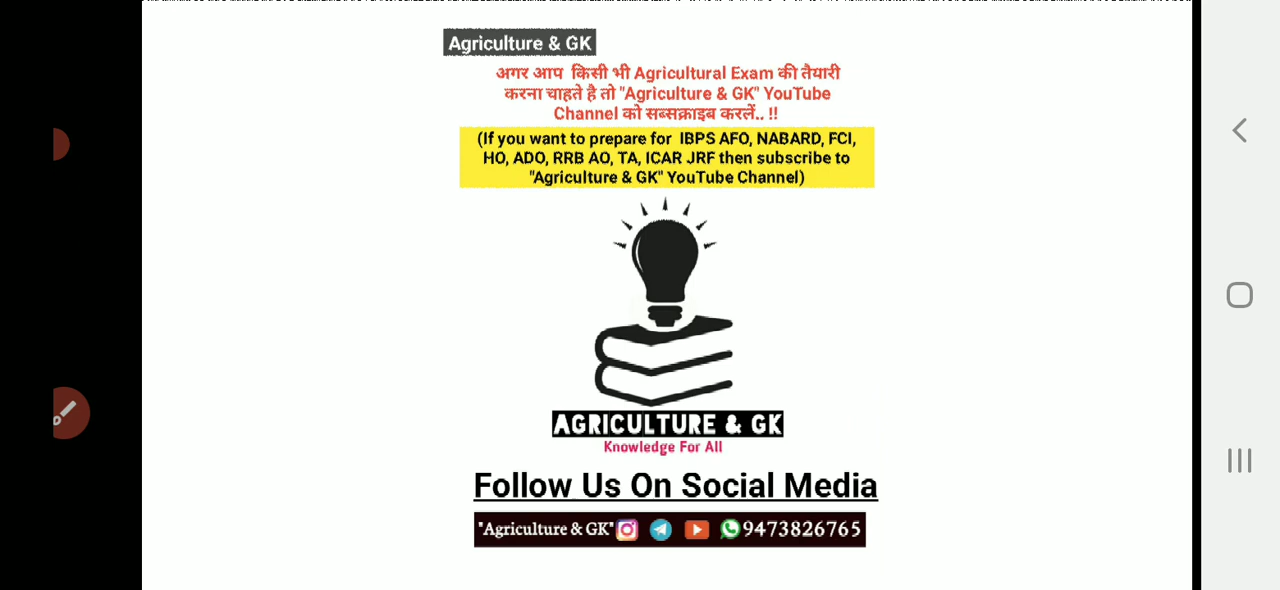 Agriculture & GK
अगर आप किसी भी Agricultural Exam की तैयारी
करना चाहते है तो "Agriculture & GK" YouTube
Channel को सब्सक्राइब करलें.. !!
(If you want to prepare for IBPS AFO, NABARD, FCI,
HO, ADO, RRB AO, TA, ICAR JRF then subscribe to
"Agriculture & GK" YouTube Channel)
AGRICULTURE & GK
Knowledge For All
Follow Us On Social Media
"Agriculture & GK" 9473826765